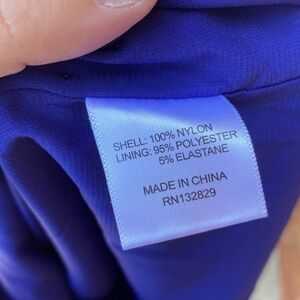 SHELL: 100% NYLON
LINING: 95% POLYESTER
5% ELASTANE
MADE IN CHINA
RN132829